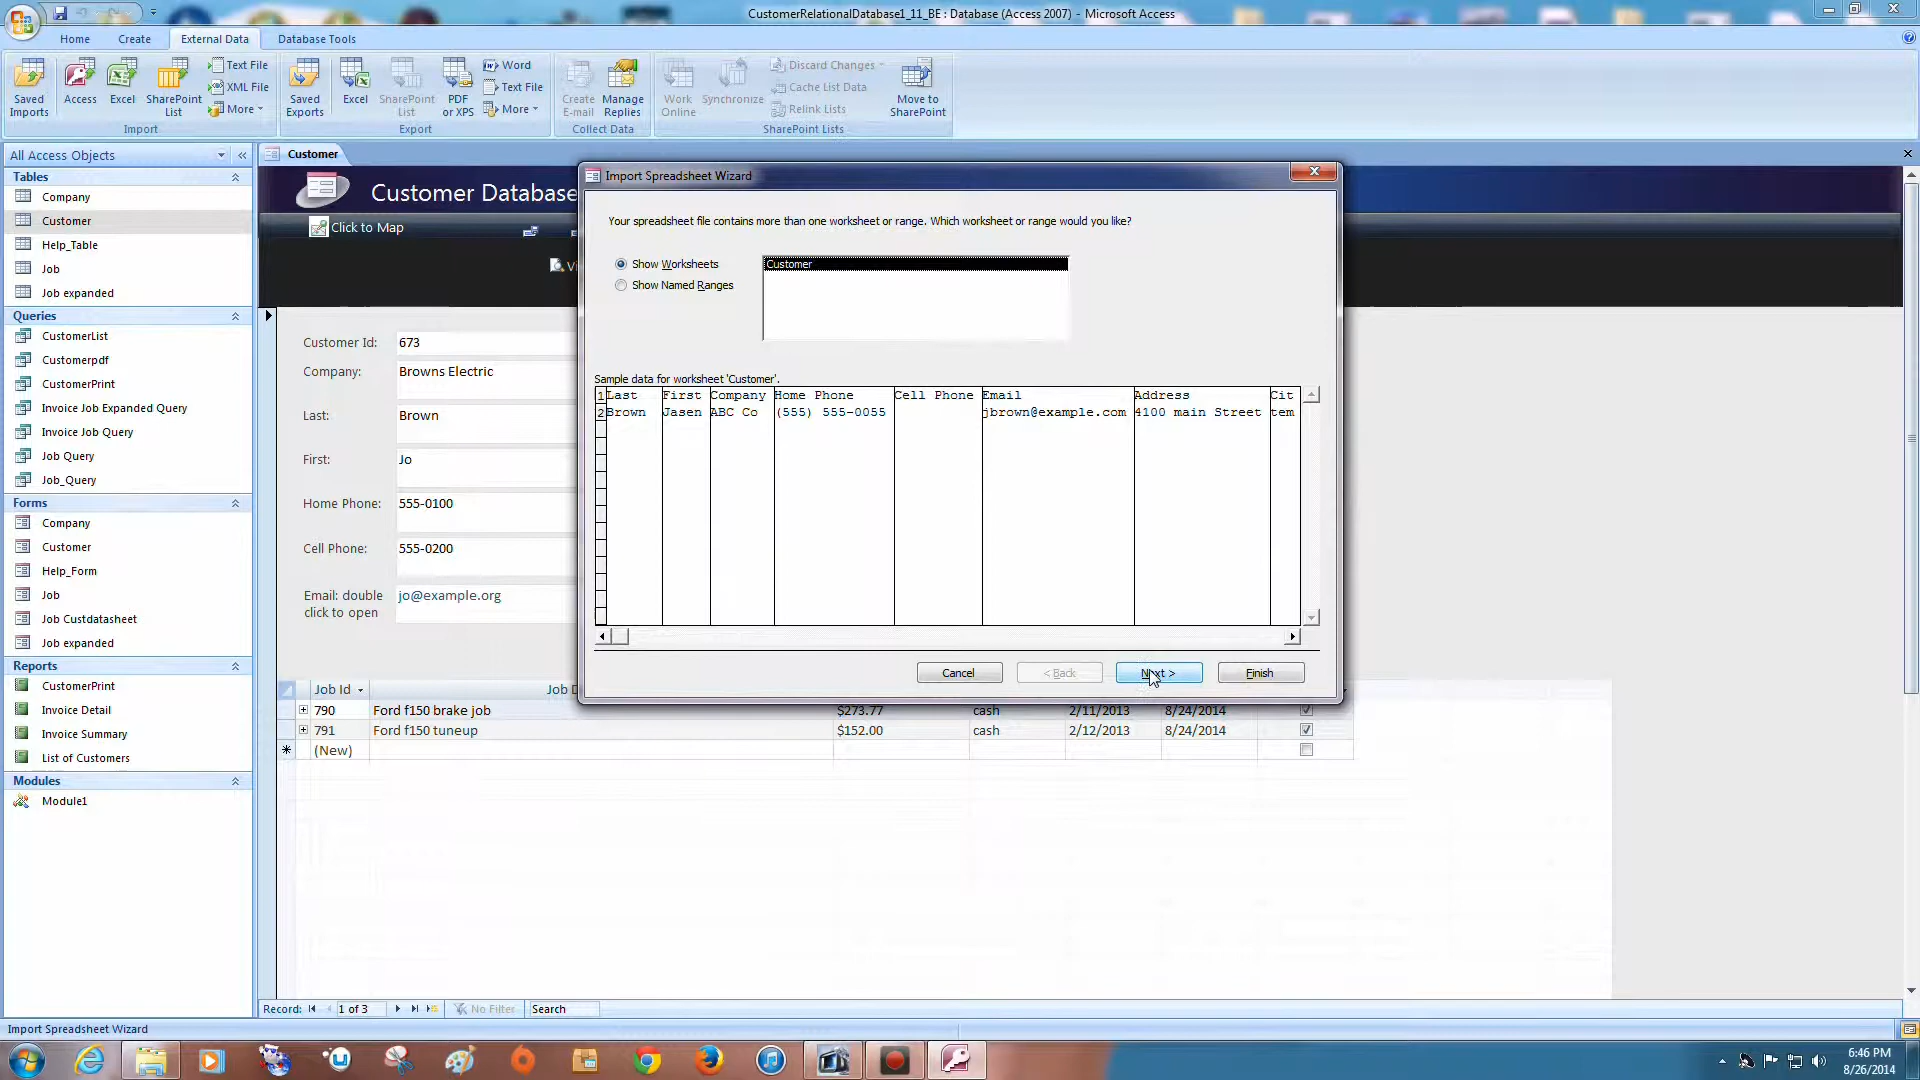 CustomerRelationalDatabase1_11_BE : Database (Access 2007) - Microsoft Access
Home Create External Data Database Tools
Saved Imports
Access
Excel
SharePoint List
Text File
XML File
More
Import
Saved Exports
Excel
SharePoint List
PDF or XPS
Word
Text File
More
Export
Create E-mail
Manage Replies
Collect Data
Work Online
Synchronize
Discard Changes
Cache List Data
Relink Lists
Move to SharePoint
SharePoint Lists
All Access Objects
Tables
Company
Customer
Help_Table
Job
Job expanded
Queries
CustomerList
Customerpdf
CustomerPrint
Invoice Job Expanded Query
Invoice Job Query
Job Query
Job_Query
Forms
Company
Customer
Help_Form
Job
Job Custdatasheet
Job expanded
Reports
CustomerPrint
Invoice Detail
Invoice Summary
List of Customers
Modules
Module1
Customer
Customer Database
Click to Map
Vi
Customer Id: 673
Company: Browns Electric
Last: Brown
First: Jo
Home Phone: 555-0100
Cell Phone: 555-0200
Email: double click to open jo@example.org
Import Spreadsheet Wizard
Your spreadsheet file contains more than one worksheet or range. Which worksheet or range would you like?
Show Worksheets
Show Named Ranges
Customer
Sample data for worksheet 'Customer'.
1 Last First Company Home Phone Cell Phone Email Address Cit
2 Brown Jasen ABC Co (555) 555-0055 jbrown@example.com 4100 main Street tem
Cancel < Back Next > Finish
Job Id Job D
790 Ford f150 brake job $273.77 cash 2/11/2013 8/24/2014
791 Ford f150 tuneup $152.00 cash 2/12/2013 8/24/2014
* (New)
Record: 1 of 3 No Filter Search
Import Spreadsheet Wizard
6:46 PM
8/26/2014